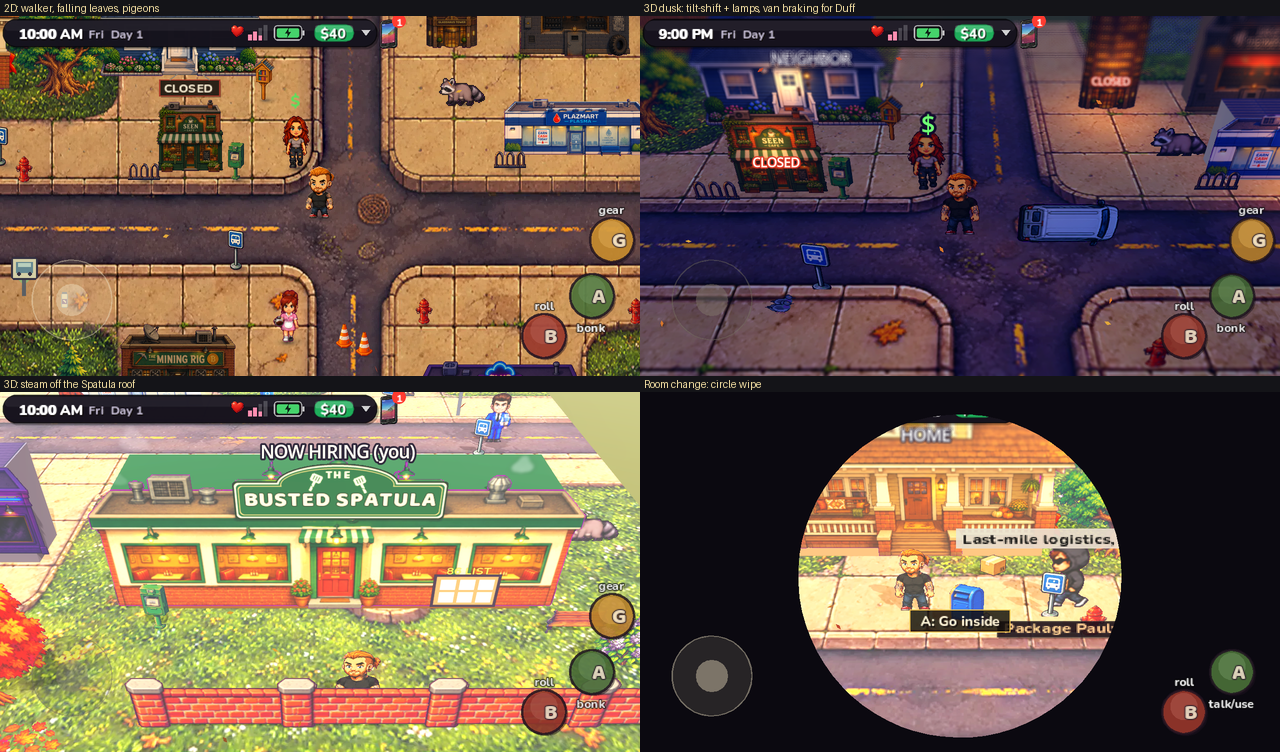 2D: walker, falling leaves, pigeons
10:00 AM Fri Day 1
$40
1
CLOSED
SEEN
$
PLAZMART
gear
G
A
roll
bonk
B
THE MINING RIG
3D dusk: tilt-shift + lamps, van braking for Duff
9:00 PM Fri Day 1
$40
1
NEIGHBOR
CLOSED
SEEN
CLOSED
$
gear
G
A
roll
bonk
B
3D: steam off the Spatula roof
10:00 AM Fri Day 1
$40
1
NOW HIRING (you)
THE
BUSTED SPATULA
gear
G
A
roll
bonk
B
Room change: circle wipe
HOME
Last-mile logistics,
A: Go inside
Package Paul
A
roll
talk/use
B